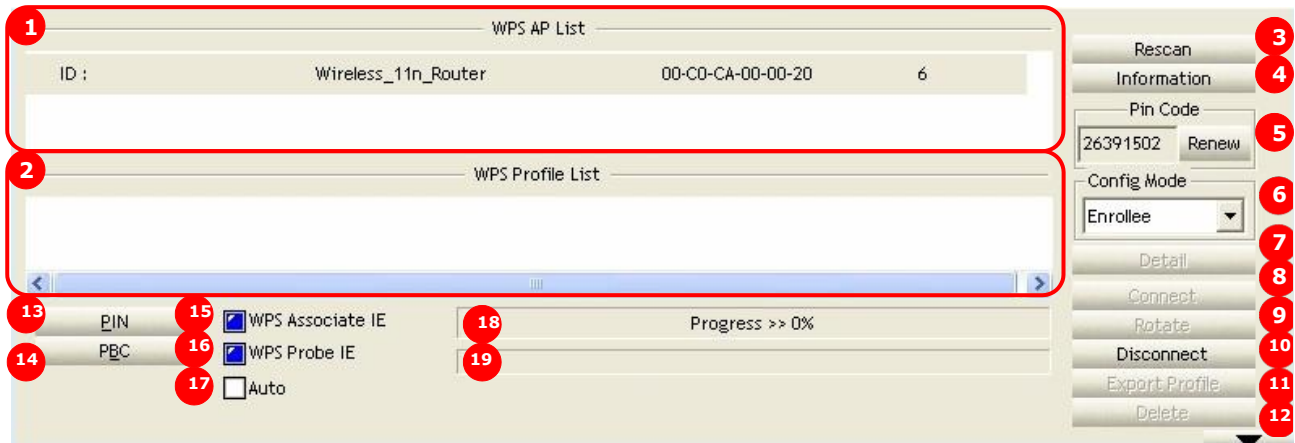 1
WPS AP List
ID : Wireless_11n_Router 00-C0-CA-00-00-20 6
2
WPS Profile List
Rescan 3
Information 4
Pin Code
26391502 Renew 5
Config Mode
Enrollee 6
7
Detail
8
Connect
Rotate 9
Disconnect 10
Export Profile 11
Delete 12
13 PIN
14 PBC
15 WPS Associate IE
16 WPS Probe IE
17 Auto
18 Progress >> 0%
19